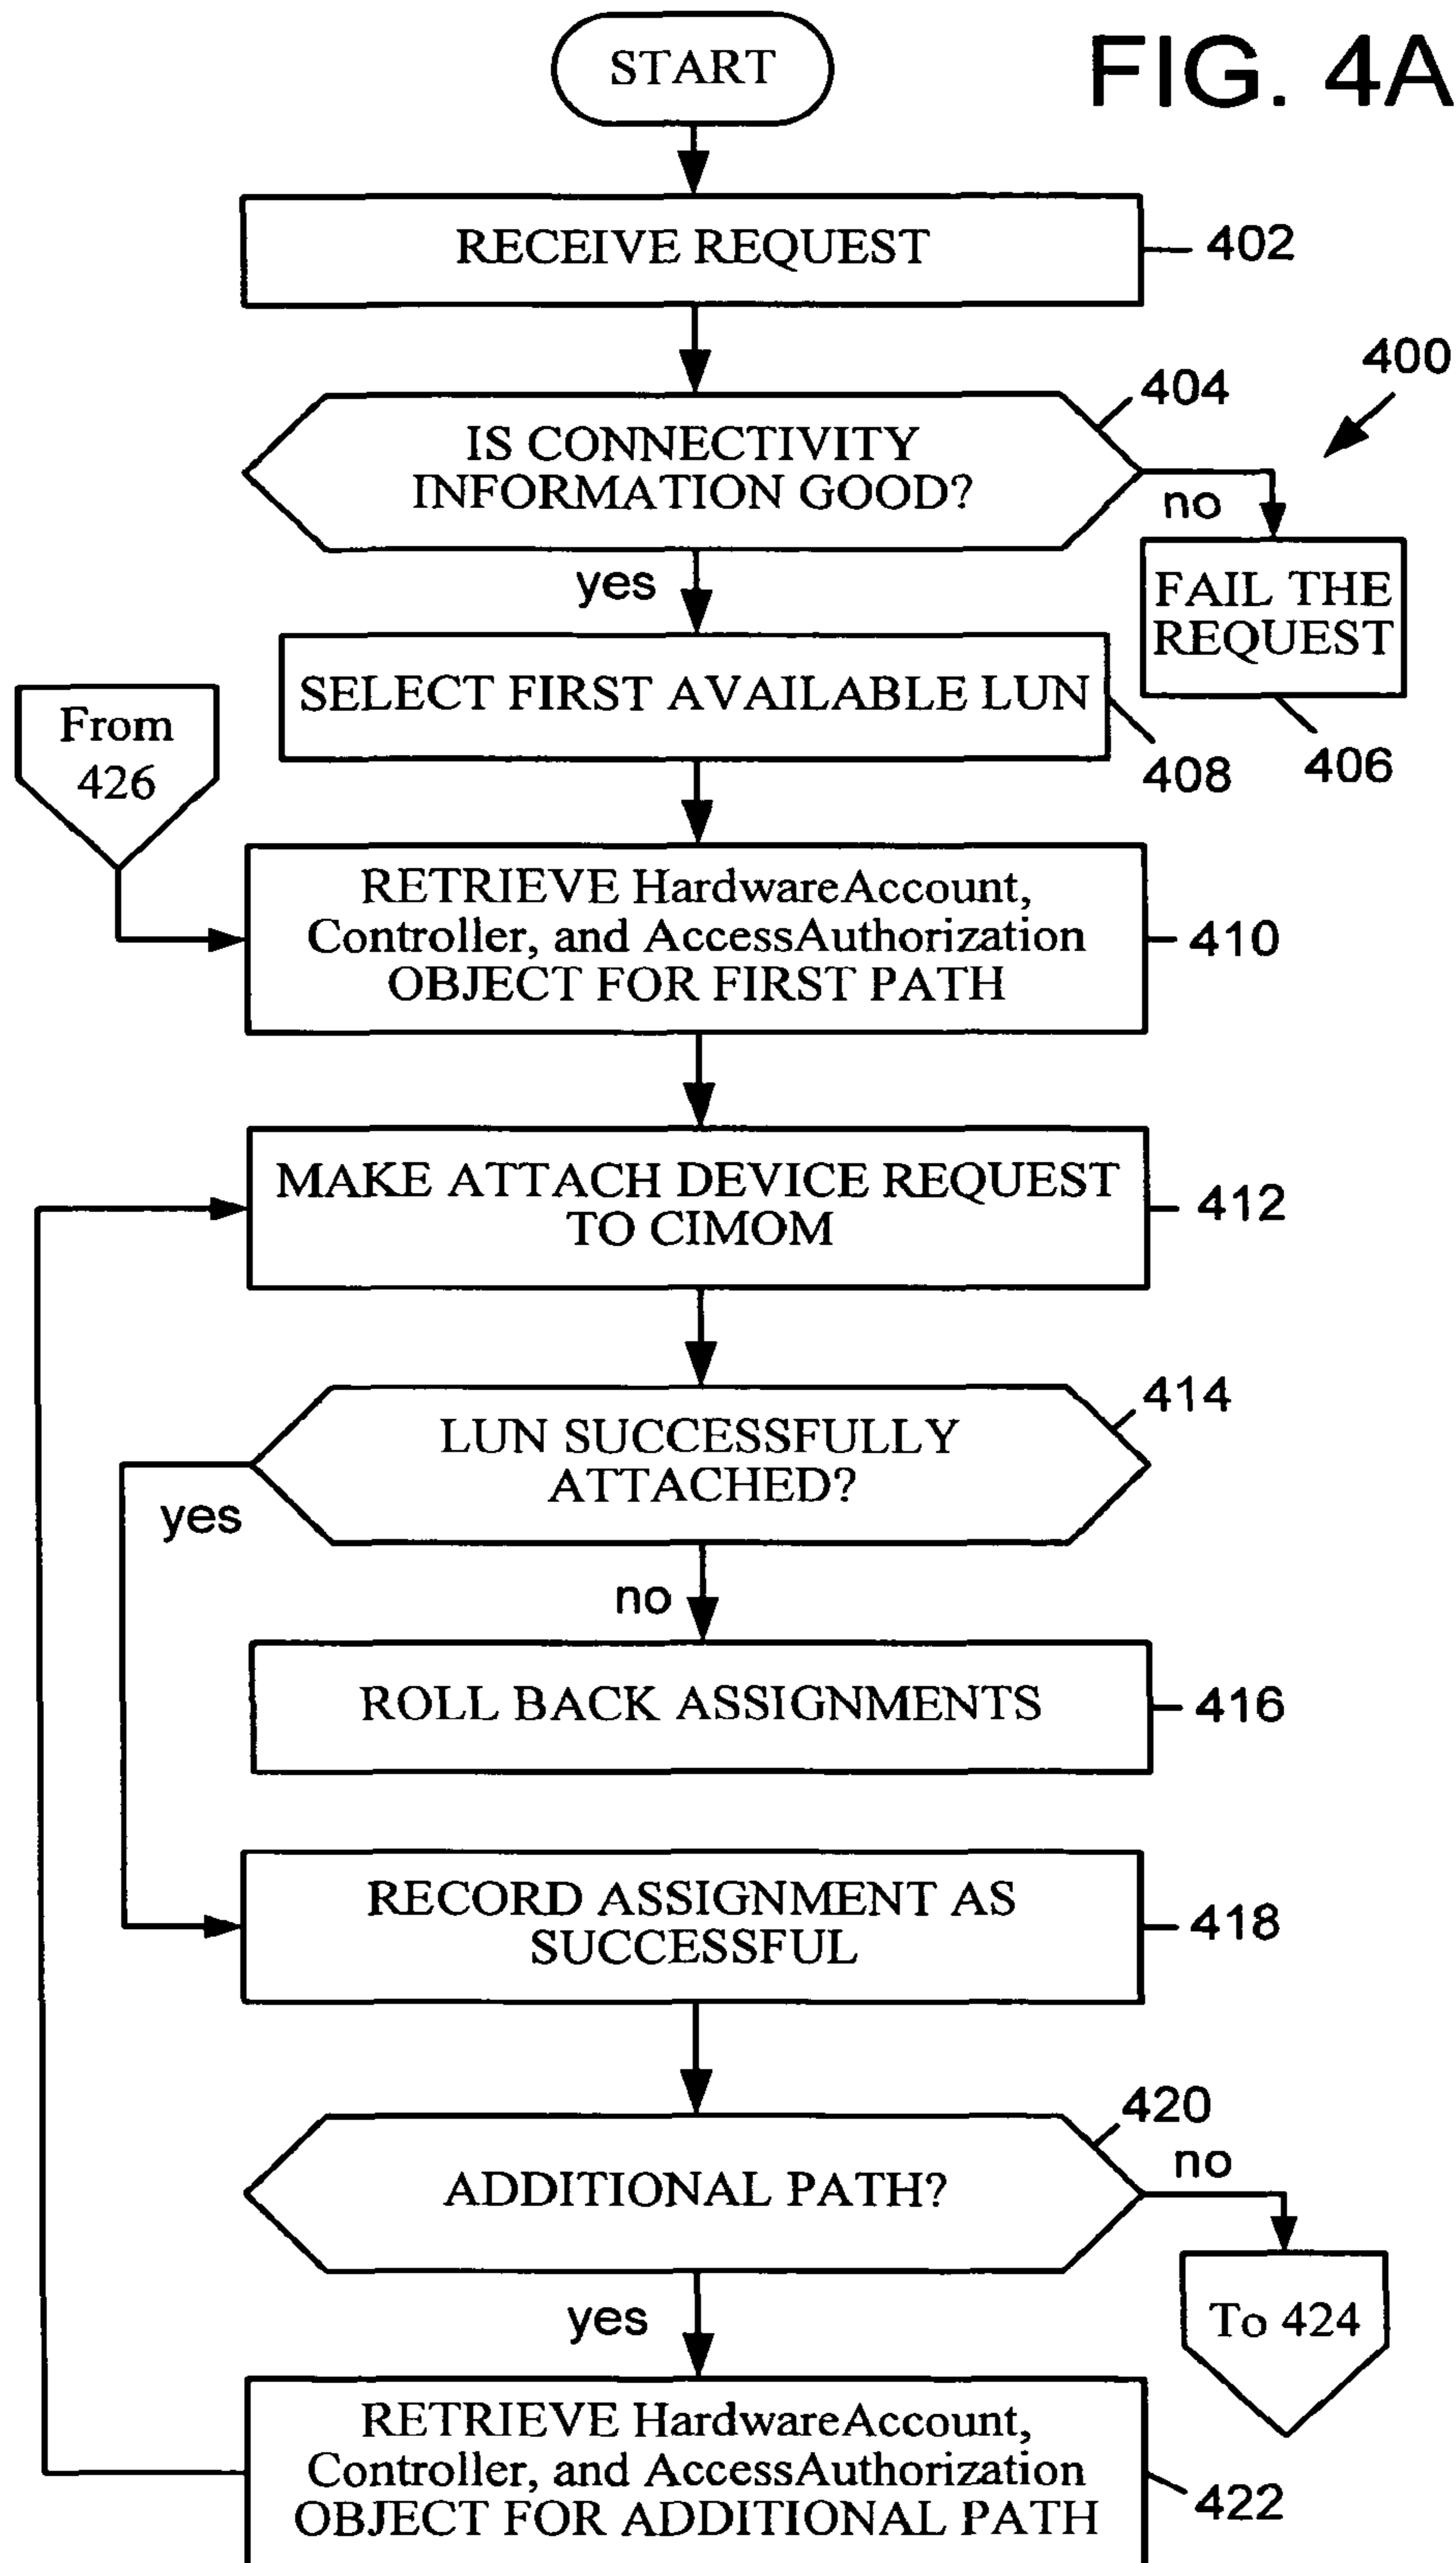 FIG. 4A
START
RECEIVE REQUEST
402
400
404
IS CONNECTIVITY
INFORMATION GOOD?
no
yes
FAIL THE
REQUEST
406
SELECT FIRST AVAILABLE LUN
408
From
426
RETRIEVE HardwareAccount,
Controller, and AccessAuthorization
OBJECT FOR FIRST PATH
410
MAKE ATTACH DEVICE REQUEST
TO CIMOM
412
414
LUN SUCCESSFULLY
ATTACHED?
yes
no
ROLL BACK ASSIGNMENTS
416
RECORD ASSIGNMENT AS
SUCCESSFUL
418
420
ADDITIONAL PATH?
no
yes
To 424
RETRIEVE HardwareAccount,
Controller, and AccessAuthorization
OBJECT FOR ADDITIONAL PATH
422